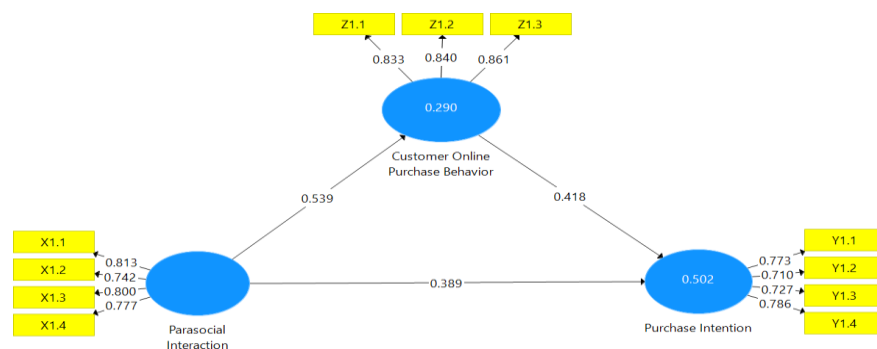 Z1.1 Z1.2 Z1.3
0.833 0.840 0.861
0.290
Customer Online
Purchase Behavior
0.539 0.418
X1.1
0.813
X1.2
0.742
X1.3
0.800
X1.4
0.777
Parasocial
Interaction
0.389
0.502
Purchase Intention
Y1.1
0.773
Y1.2
0.710
Y1.3
0.727
Y1.4
0.786